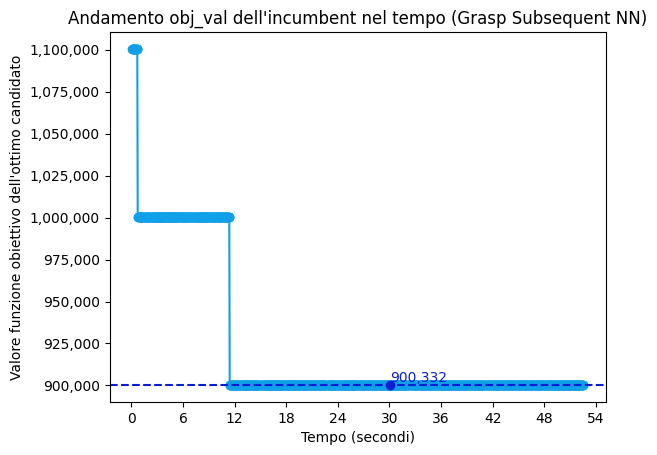 Andamento obj_val dell'incumbent nel tempo (Grasp Subsequent NN)
Valore funzione obiettivo dell'ottimo candidato
1,100,000
1,075,000
1,050,000
1,025,000
1,000,000
975,000
950,000
925,000
900,000
900,332
0 6 12 18 24 30 36 42 48 54
Tempo (secondi)